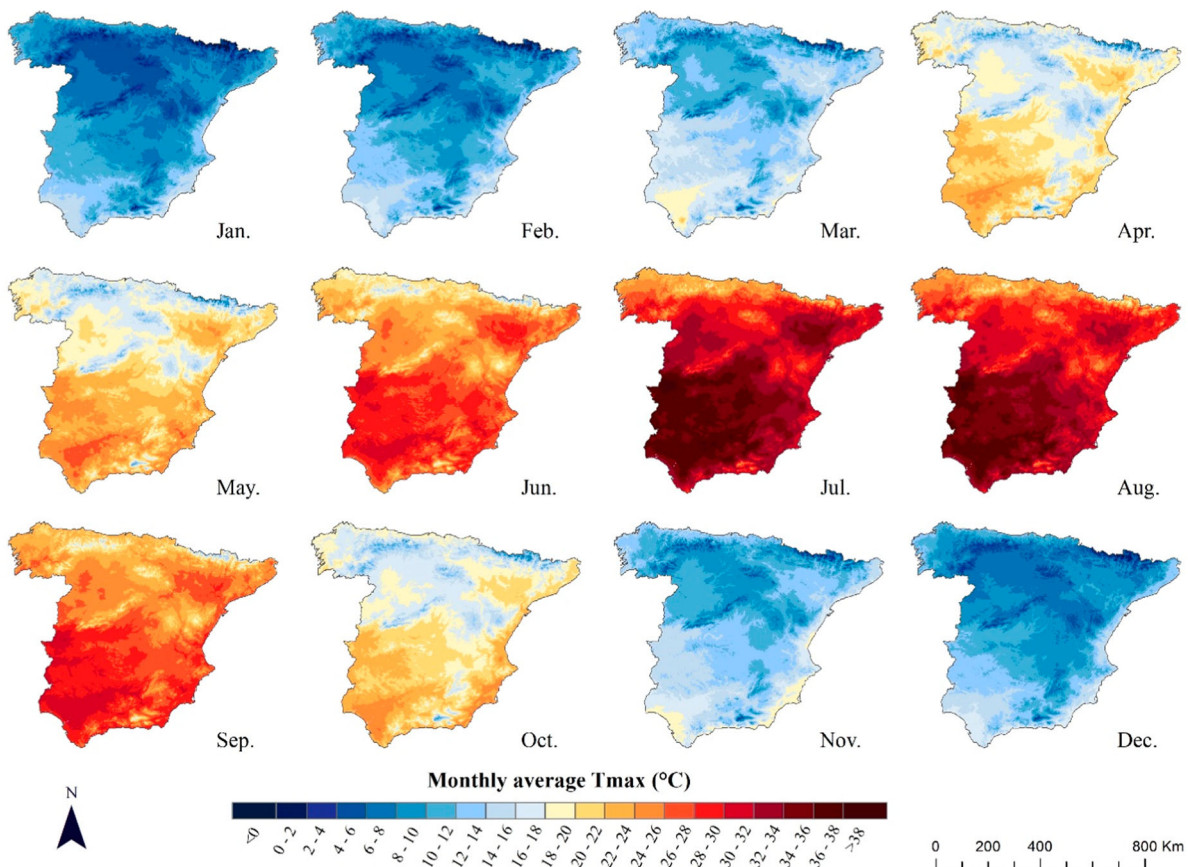 Jan.
Feb.
Mar.
Apr.
May.
Jun.
Jul.
Aug.
Sep.
Oct.
Nov.
Dec.
Monthly average Tmax (°C)
N
<0
0 - 2
2 - 4
4 - 6
6 - 8
8 - 10
10 - 12
12 - 14
14 - 16
16 - 18
18 - 20
20 - 22
22 - 24
24 - 26
26 - 28
28 - 30
30 - 32
32 - 34
34 - 36
36 - 38
>38
0 200 400 800 Km